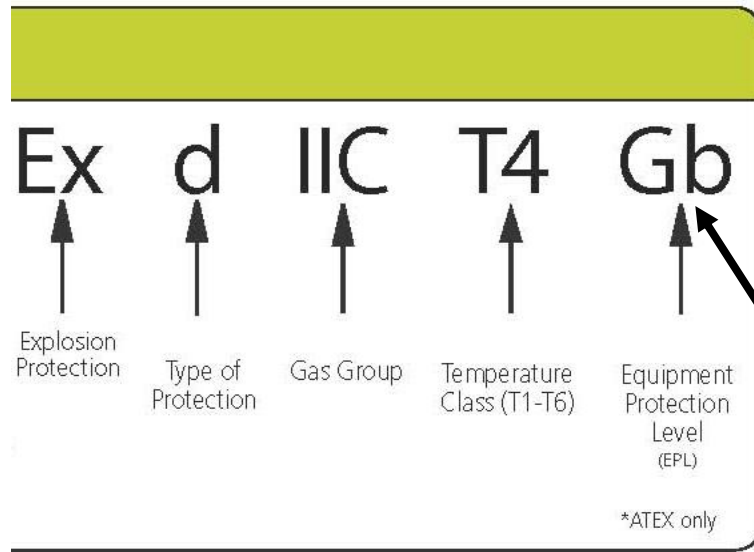 Ex d IIC T4 Gb
Explosion
Protection
Type of
Protection
Gas Group
Temperature
Class (T1-T6)
Equipment
Protection
Level
(EPL)
*ATEX only